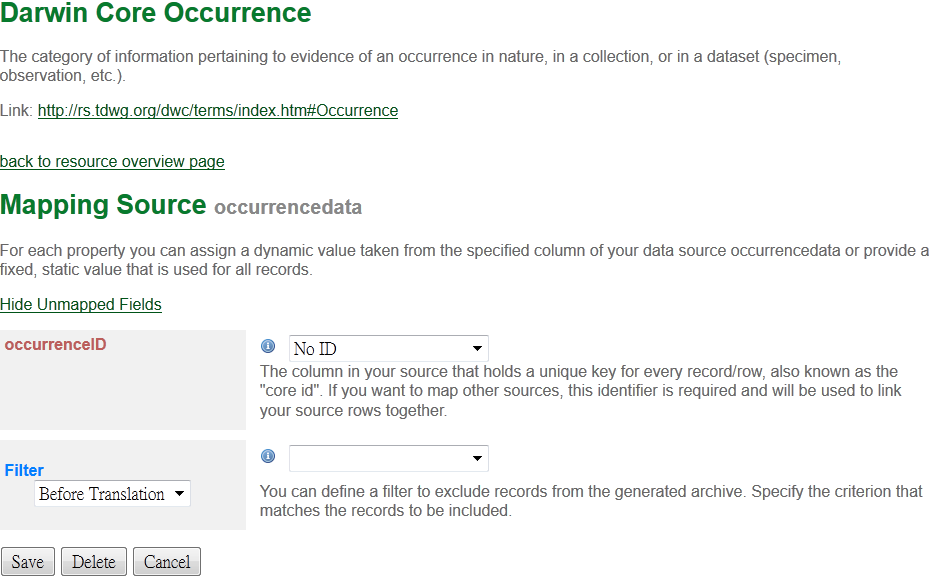 Darwin Core Occurrence
The category of information pertaining to evidence of an occurrence in nature, in a collection, or in a dataset (specimen,
observation, etc.).
Link: http://rs.tdwg.org/dwc/terms/index.htm#Occurrence
back to resource overview page
Mapping Source occurrencedata
For each property you can assign a dynamic value taken from the specified column of your data source occurrencedata or provide a
fixed, static value that is used for all records.
Hide Unmapped Fields
occurrenceID
No ID
The column in your source that holds a unique key for every record/row, also known as the
"core id". If you want to map other sources, this identifier is required and will be used to link
your source rows together.
Filter
Before Translation
You can define a filter to exclude records from the generated archive. Specify the criterion that
matches the records to be included.
Save Delete Cancel